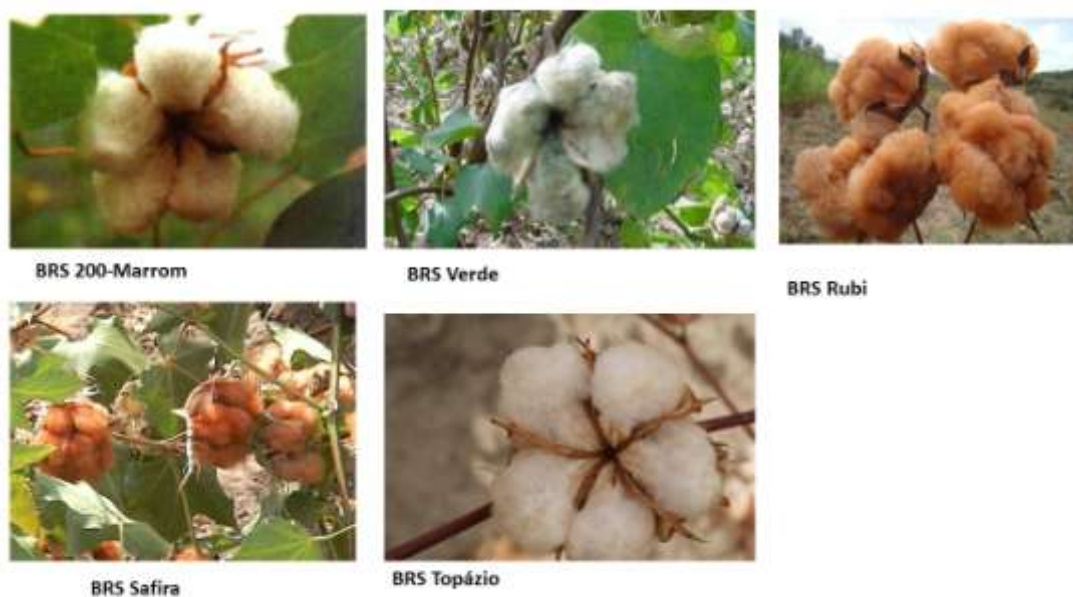 BRS 200-Marrom
BRS Verde
BRS Rubi
BRS Safira
BRS Topázio